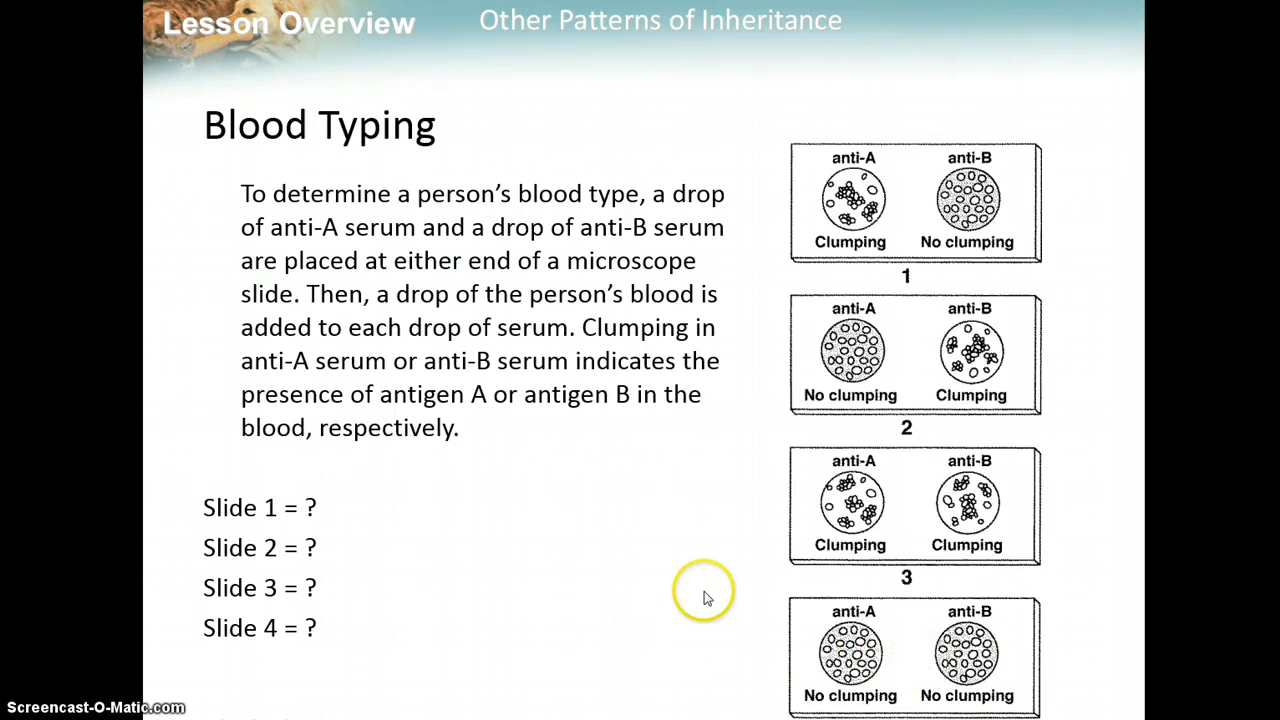 Lesson Overview
Other Patterns of Inheritance
Blood Typing
To determine a person’s blood type, a drop
of anti-A serum and a drop of anti-B serum
are placed at either end of a microscope
slide. Then, a drop of the person’s blood is
added to each drop of serum. Clumping in
anti-A serum or anti-B serum indicates the
presence of antigen A or antigen B in the
blood, respectively.
Slide 1 = ?
Slide 2 = ?
Slide 3 = ?
Slide 4 = ?
anti-A anti-B
Clumping No clumping
1
anti-A anti-B
No clumping Clumping
2
anti-A anti-B
Clumping Clumping
3
anti-A anti-B
No clumping No clumping
Screencast-O-Matic.com